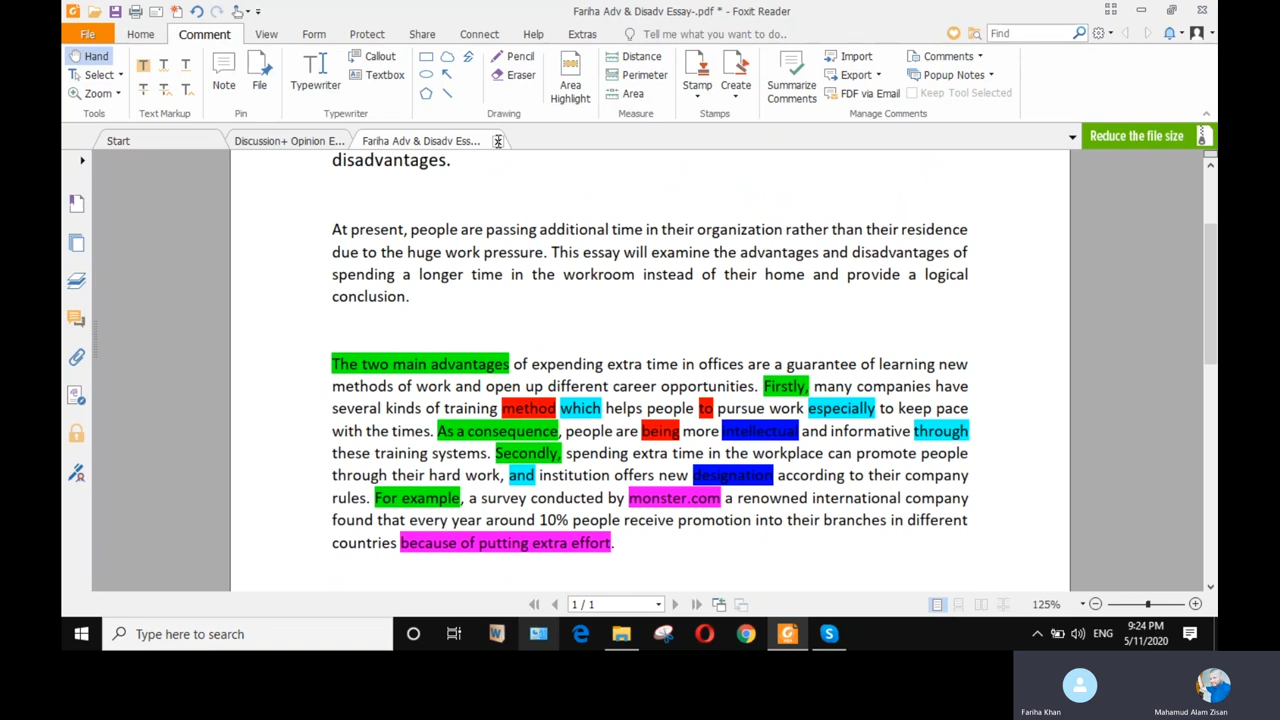 Fariha Adv & Disadv Essay-.pdf * - Foxit Reader
File Home Comment View Form Protect Share Connect Help Extras Tell me what you want to do.. Find
Hand
Select
Zoom
Tools
Text Markup
Note
File
Pin
Typewriter
Callout
Textbox
Typewriter
Pencil
Eraser
Area Highlight
Drawing
Distance
Perimeter
Area
Measure
Stamp
Create
Stamps
Summarize Comments
Import
Export
FDF via Email
Comments
Popup Notes
Keep Tool Selected
Manage Comments
Start Discussion+ Opinion E... Fariha Adv & Disadv Ess... Reduce the file size
disadvantages.
At present, people are passing additional time in their organization rather than their residence
due to the huge work pressure. This essay will examine the advantages and disadvantages of
spending a longer time in the workroom instead of their home and provide a logical
conclusion.
The two main advantages of expending extra time in offices are a guarantee of learning new
methods of work and open up different career opportunities. Firstly, many companies have
several kinds of training method which helps people to pursue work especially to keep pace
with the times. As a consequence, people are being more intellectual and informative through
these training systems. Secondly, spending extra time in the workplace can promote people
through their hard work, and institution offers new designation according to their company
rules. For example, a survey conducted by monster.com a renowned international company
found that every year around 10% people receive promotion into their branches in different
countries because of putting extra effort.
1 / 1 125%
Type here to search ENG 9:24 PM
5/11/2020
Fariha Khan Mahamud Alam Zisan